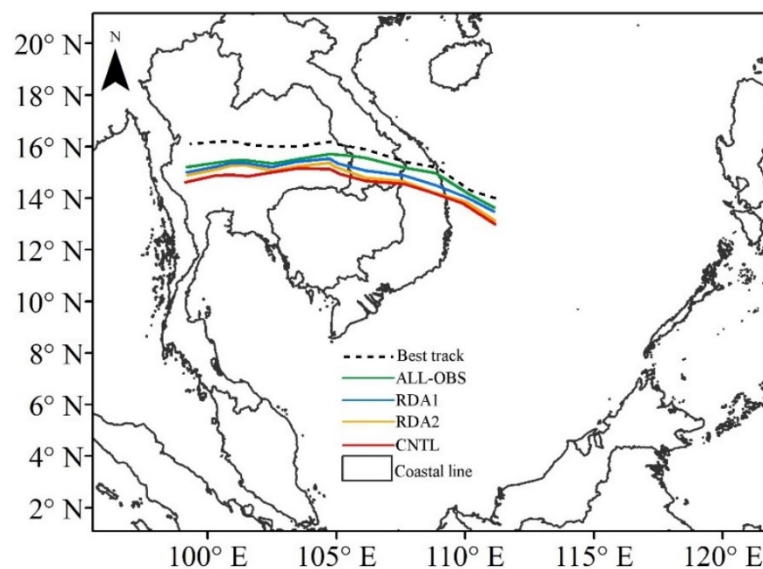 N
20° N
18° N
16° N
14° N
12° N
10° N
8° N
6° N
4° N
2° N
Best track
ALL-OBS
RDA1
RDA2
CNTL
Coastal line
100° E
105° E
110° E
115° E
120° E